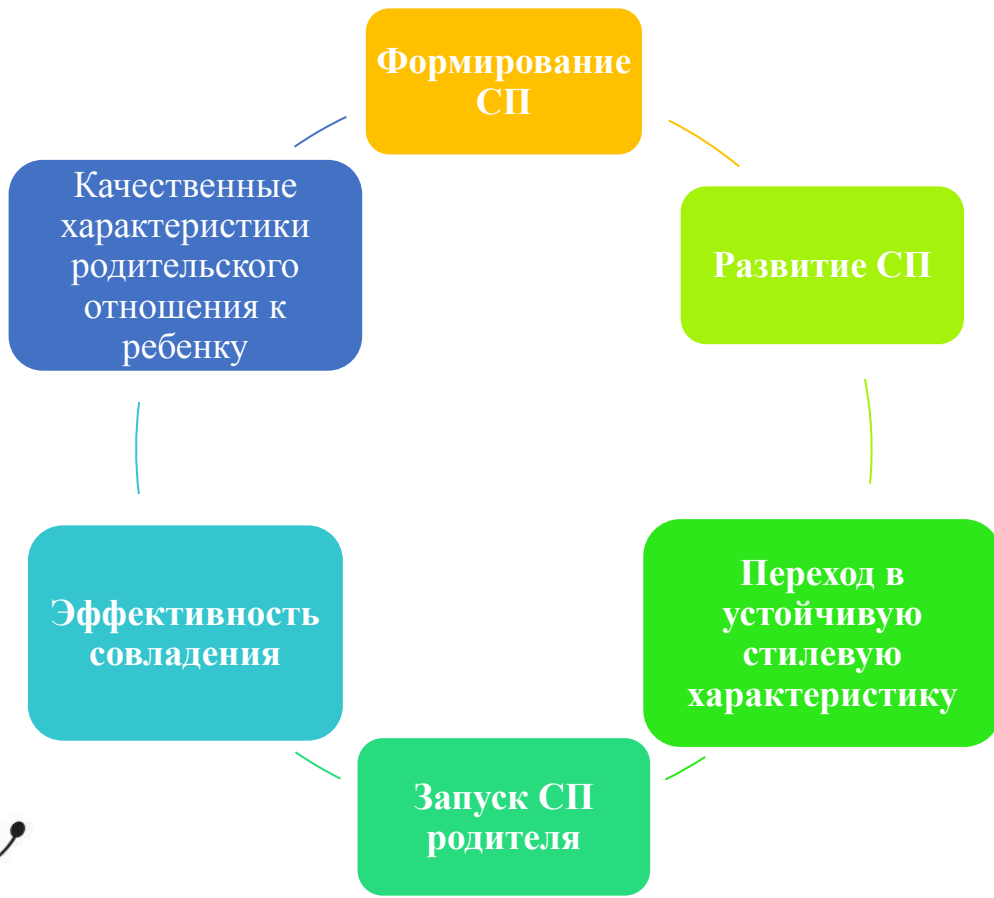 Формирование
СП
Развитие СП
Переход в
устойчивую
стилевую
характеристику
Запуск СП
родителя
Эффективность
совладения
Качественные
характеристики
родительского
отношения к
ребенку